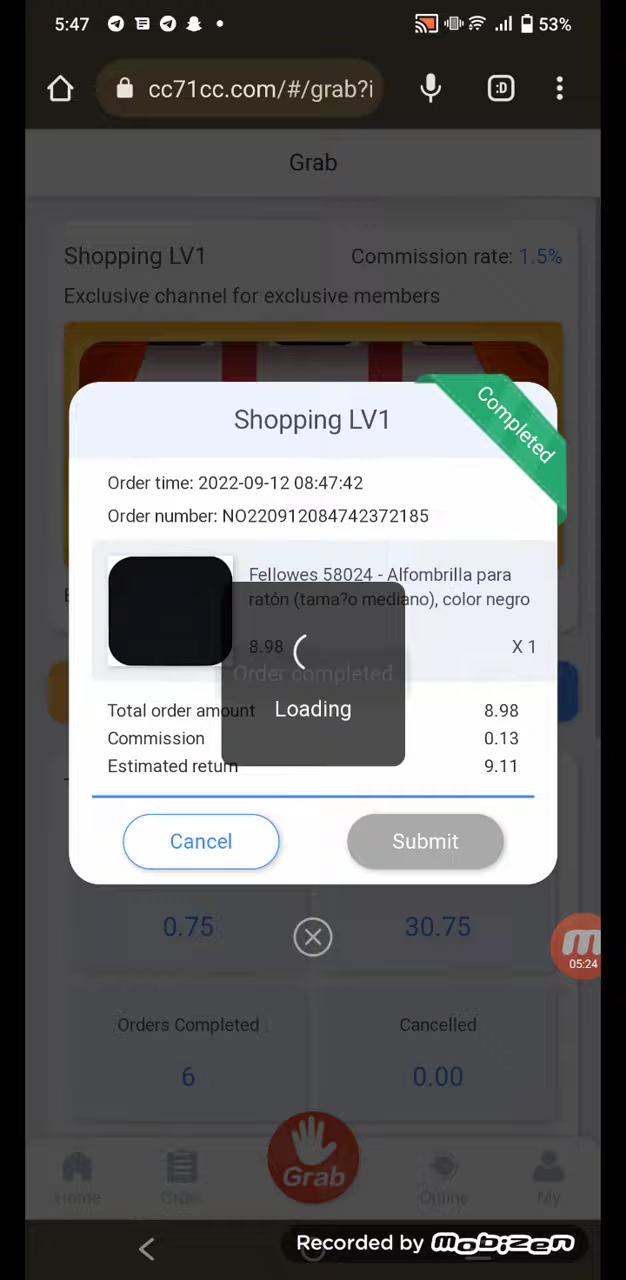 5:47
53%
cc71cc.com/#/grab?i
:D
Grab
Shopping LV1
Commission rate: 1.5%
Exclusive channel for exclusive members
Completed
Shopping LV1
Order time: 2022-09-12 08:47:42
Order number: NO220912084742372185
Fellowes 58024 - Alfombrilla para
ratón (tama?o mediano), color negro
8.98
X 1
Order completed
Loading
Total order amount
8.98
Commission
0.13
Estimated return
9.11
Cancel
Submit
0.75
30.75
05:24
Orders Completed
Cancelled
6
0.00
Grab
Home
Order
Online
My
Recorded by mobizen